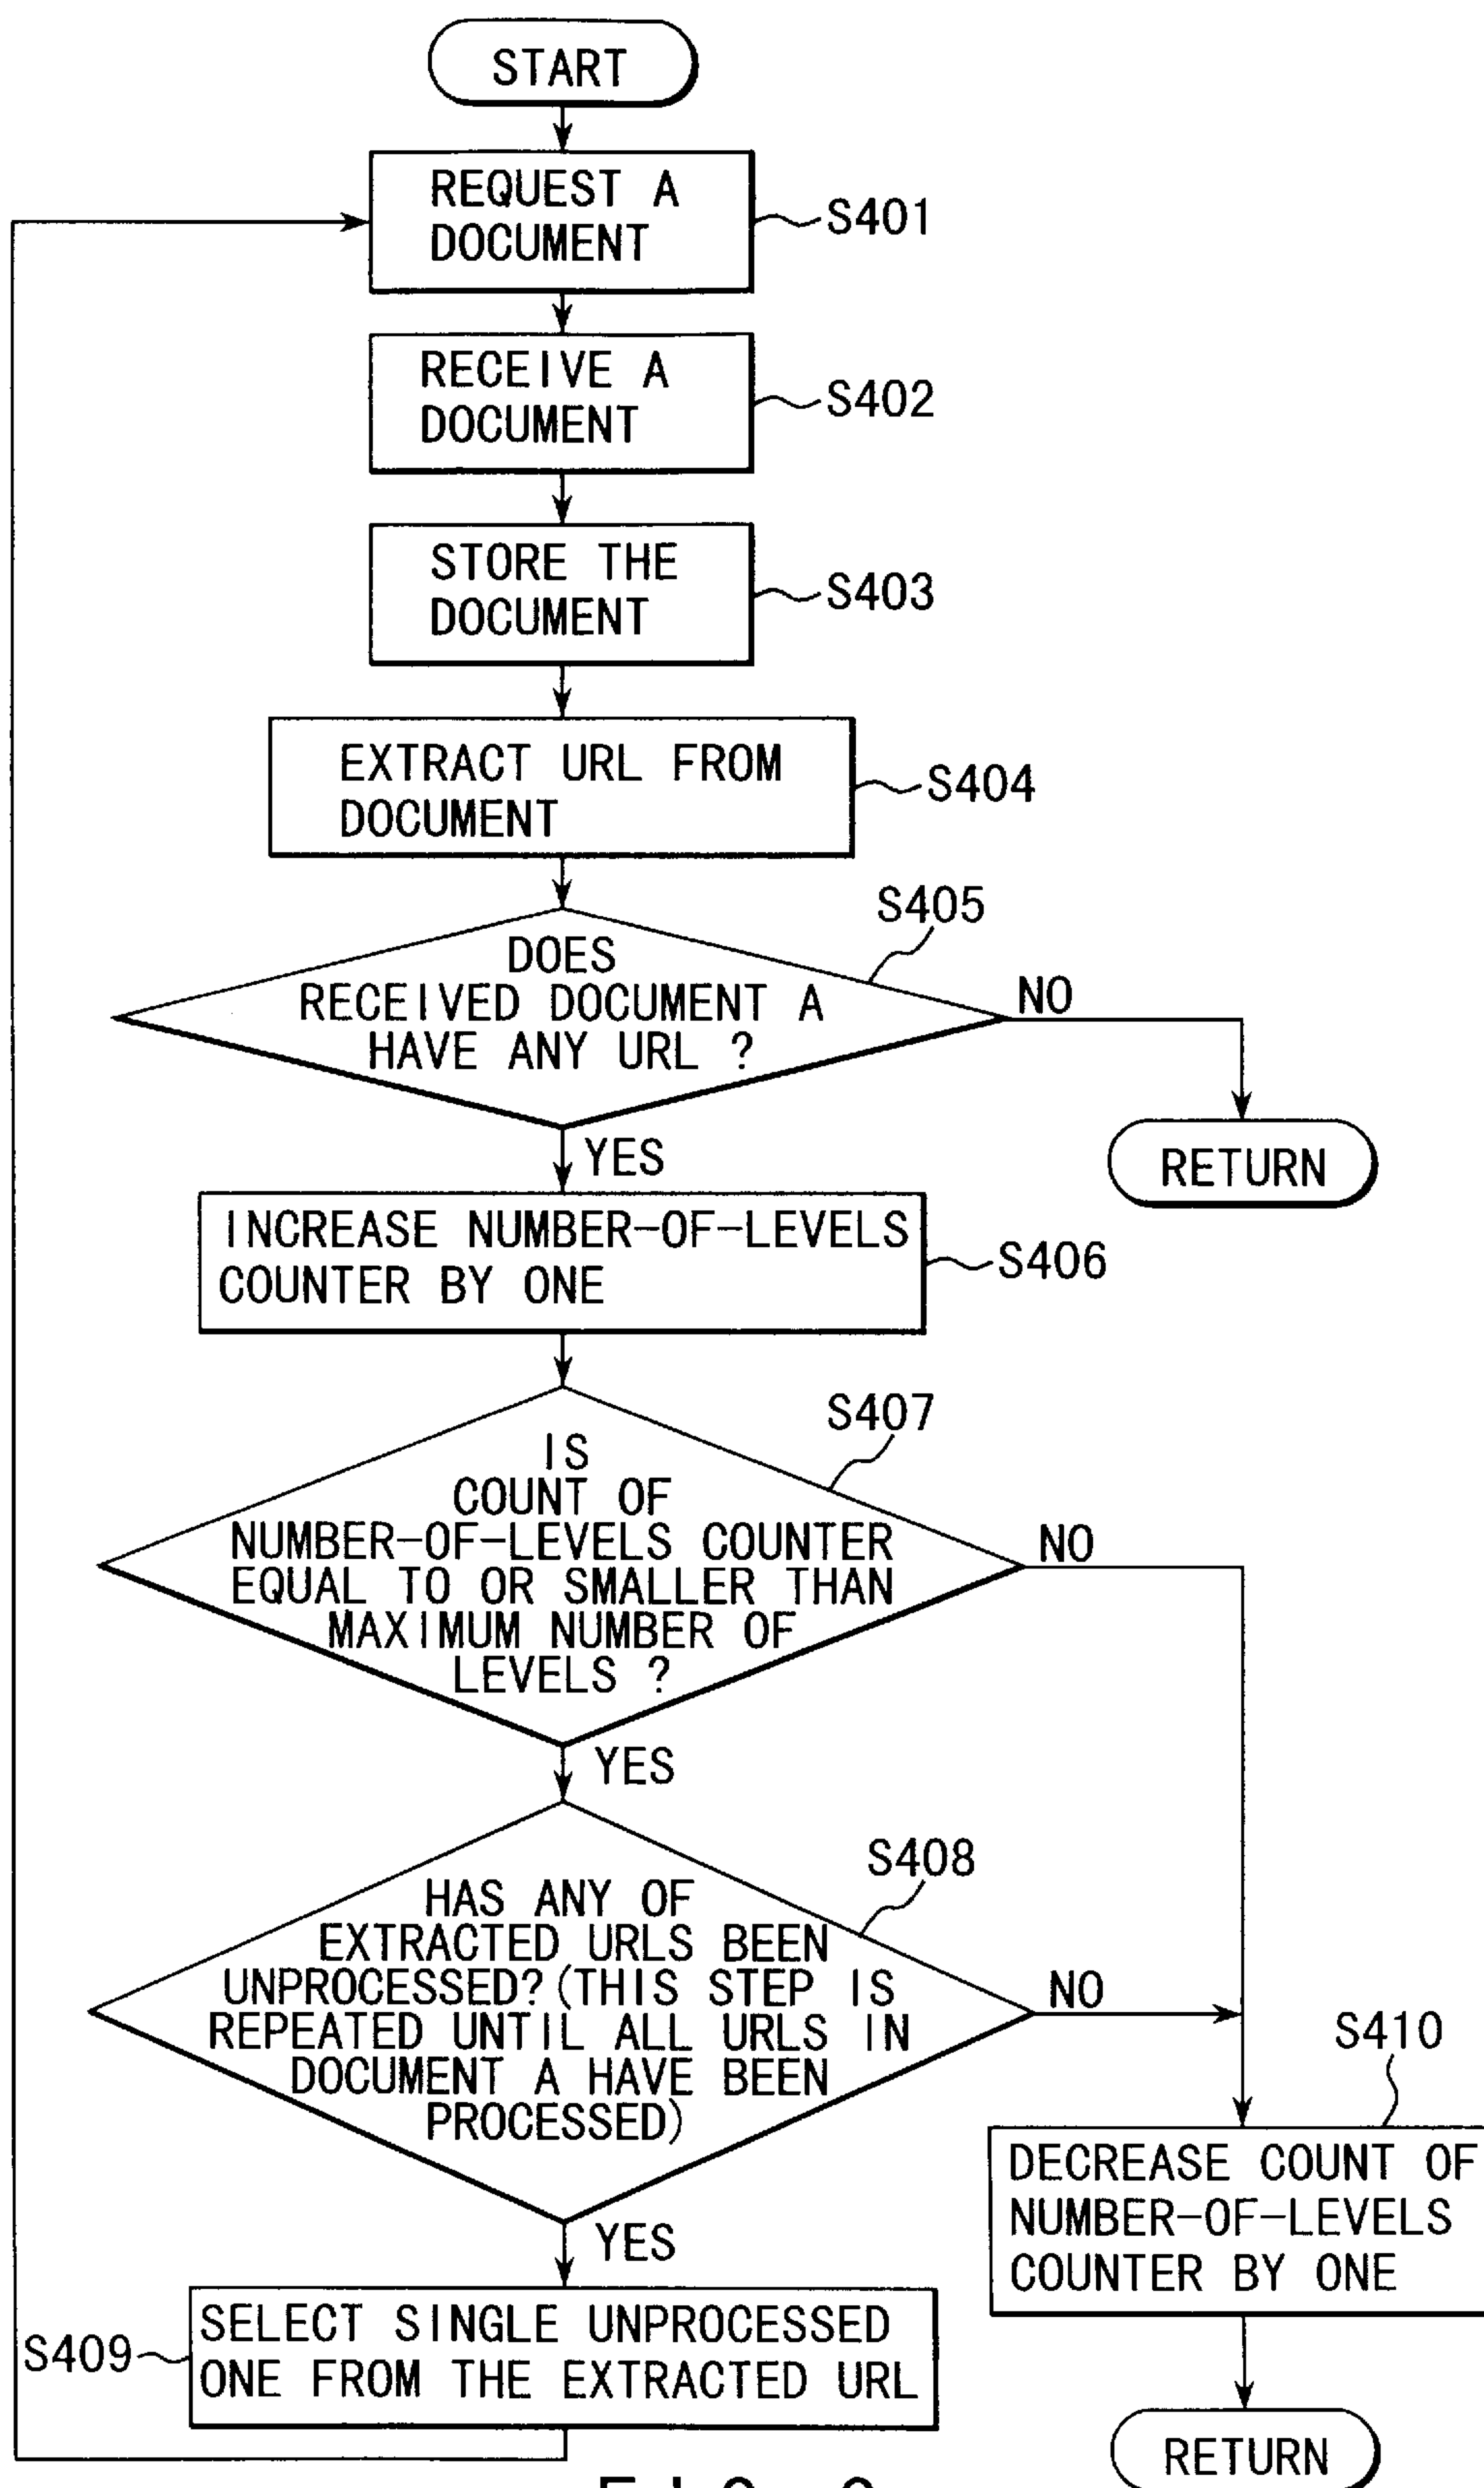 START
REQUEST A
DOCUMENT
S401
RECEIVE A
DOCUMENT
S402
STORE THE
DOCUMENT
S403
EXTRACT URL FROM
DOCUMENT
S404
S405
DOES
RECEIVED DOCUMENT A
HAVE ANY URL ?
NO
RETURN
YES
INCREASE NUMBER-OF-LEVELS
COUNTER BY ONE
S406
S407
IS
COUNT OF
NUMBER-OF-LEVELS COUNTER
EQUAL TO OR SMALLER THAN
MAXIMUM NUMBER OF
LEVELS ?
NO
YES
S408
HAS ANY OF
EXTRACTED URLS BEEN
UNPROCESSED?(THIS STEP IS
REPEATED UNTIL ALL URLS IN
DOCUMENT A HAVE BEEN
PROCESSED)
NO
S410
DECREASE COUNT OF
NUMBER-OF-LEVELS
COUNTER BY ONE
YES
S409
SELECT SINGLE UNPROCESSED
ONE FROM THE EXTRACTED URL
RETURN